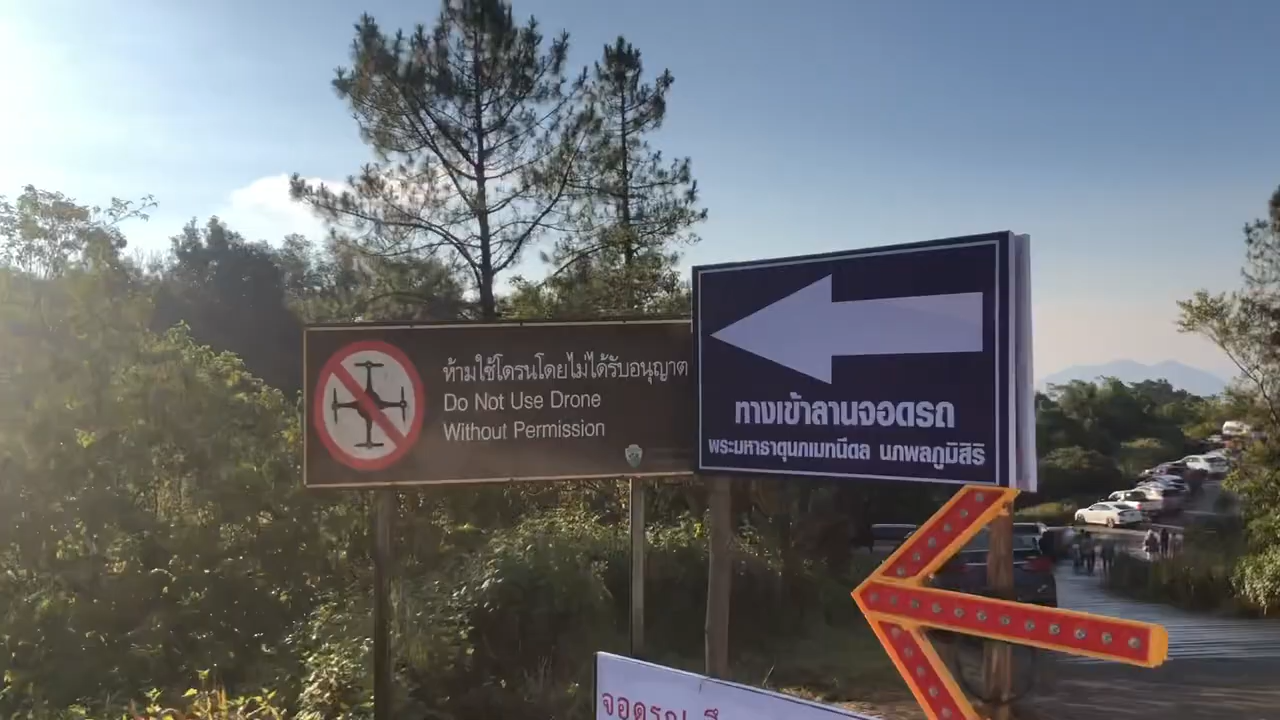 ห้ามใช้โดรนโดยไม่ได้รับอนุญาต
Do Not Use Drone
Without Permission
ทางเข้าลานจอดรถ
พระมหาธาตุนภเมทนีดล นภพลภูมิสิริ